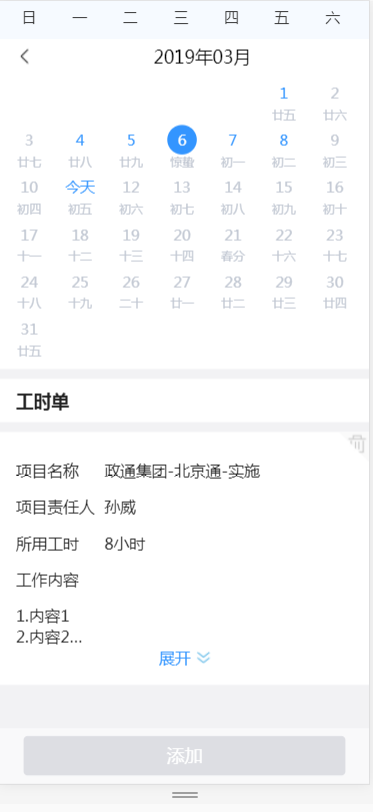 日 一 二 三 四 五 六
2019年03月
1 2
廿五 廿六
3 4 5 6 7 8 9
廿七 廿八 廿九 惊蛰 初一 初二 初三
10 今天 12 13 14 15 16
初四 初五 初六 初七 初八 初九 初十
17 18 19 20 21 22 23
十一 十二 十三 十四 春分 十六 十七
24 25 26 27 28 29 30
十八 十九 二十 廿一 廿二 廿三 廿四
31
廿五
工时单
项目名称 政通集团-北京通-实施
项目责任人 孙威
所用工时 8小时
工作内容
1.内容1
2.内容2...
展开
添加